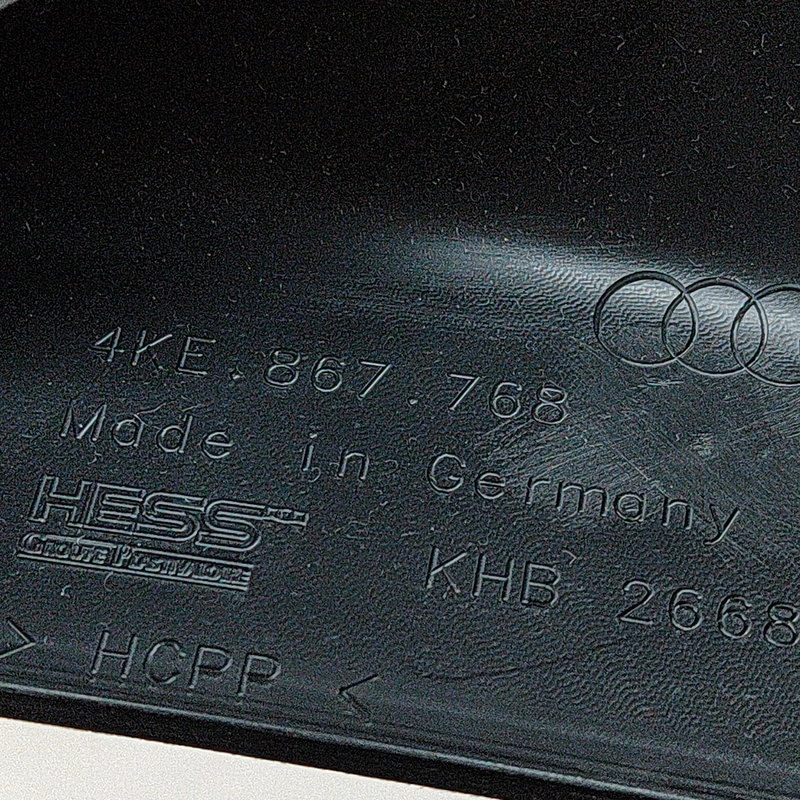 4KE.867.768
Made in Germany
HESS
KHB 2668
> HCPP <